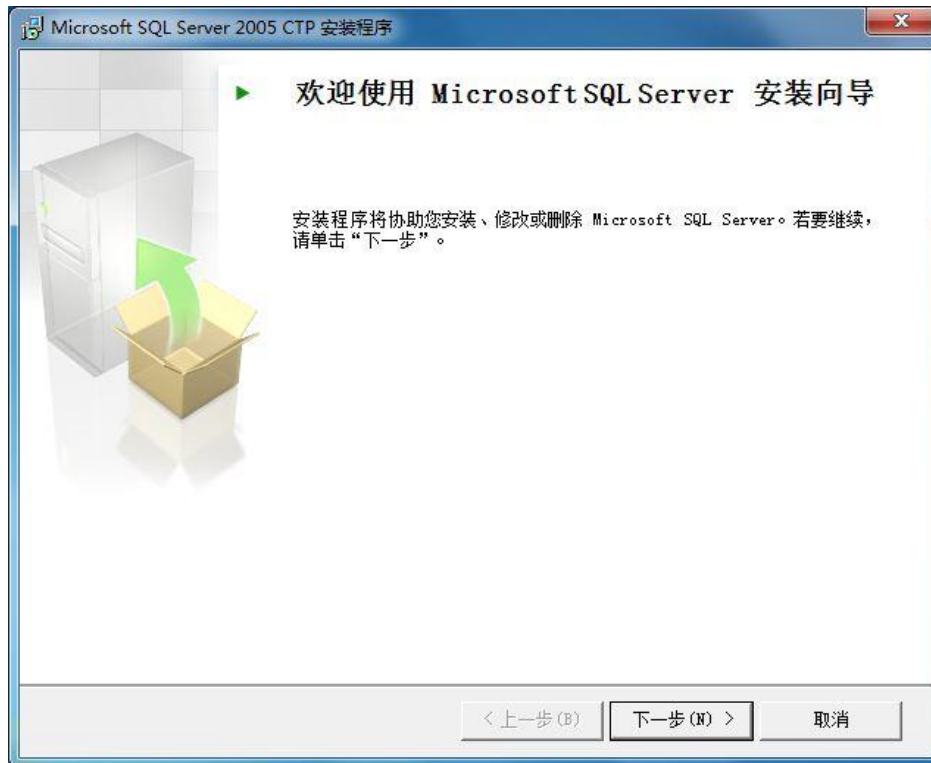 Microsoft SQL Server 2005 CTP 安装程序
欢迎使用 Microsoft SQL Server 安装向导
安装程序将协助您安装、修改或删除 Microsoft SQL Server。若要继续，
请单击“下一步”。
< 上一步(B)
下一步(N) >
取消